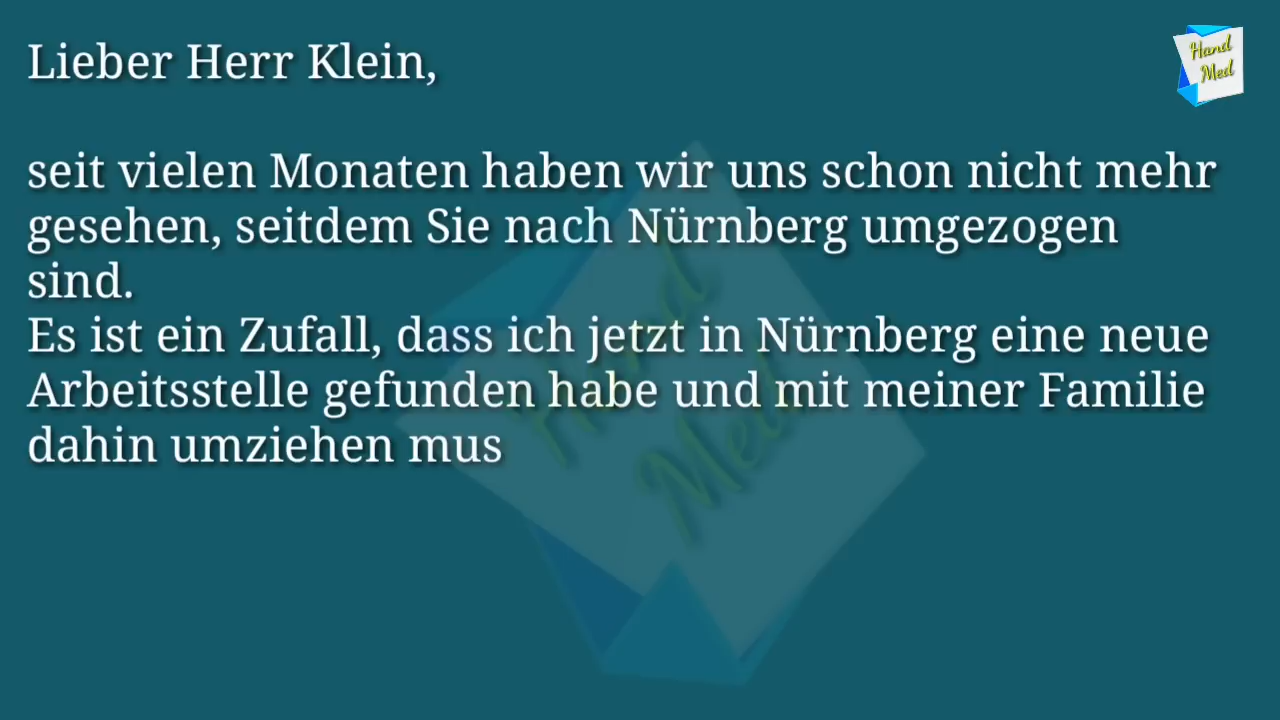 Lieber Herr Klein,
Hand
Med
seit vielen Monaten haben wir uns schon nicht mehr
gesehen, seitdem Sie nach Nürnberg umgezogen
sind.
Es ist ein Zufall, dass ich jetzt in Nürnberg eine neue
Arbeitsstelle gefunden habe und mit meiner Familie
dahin umziehen mus
Hand
Med